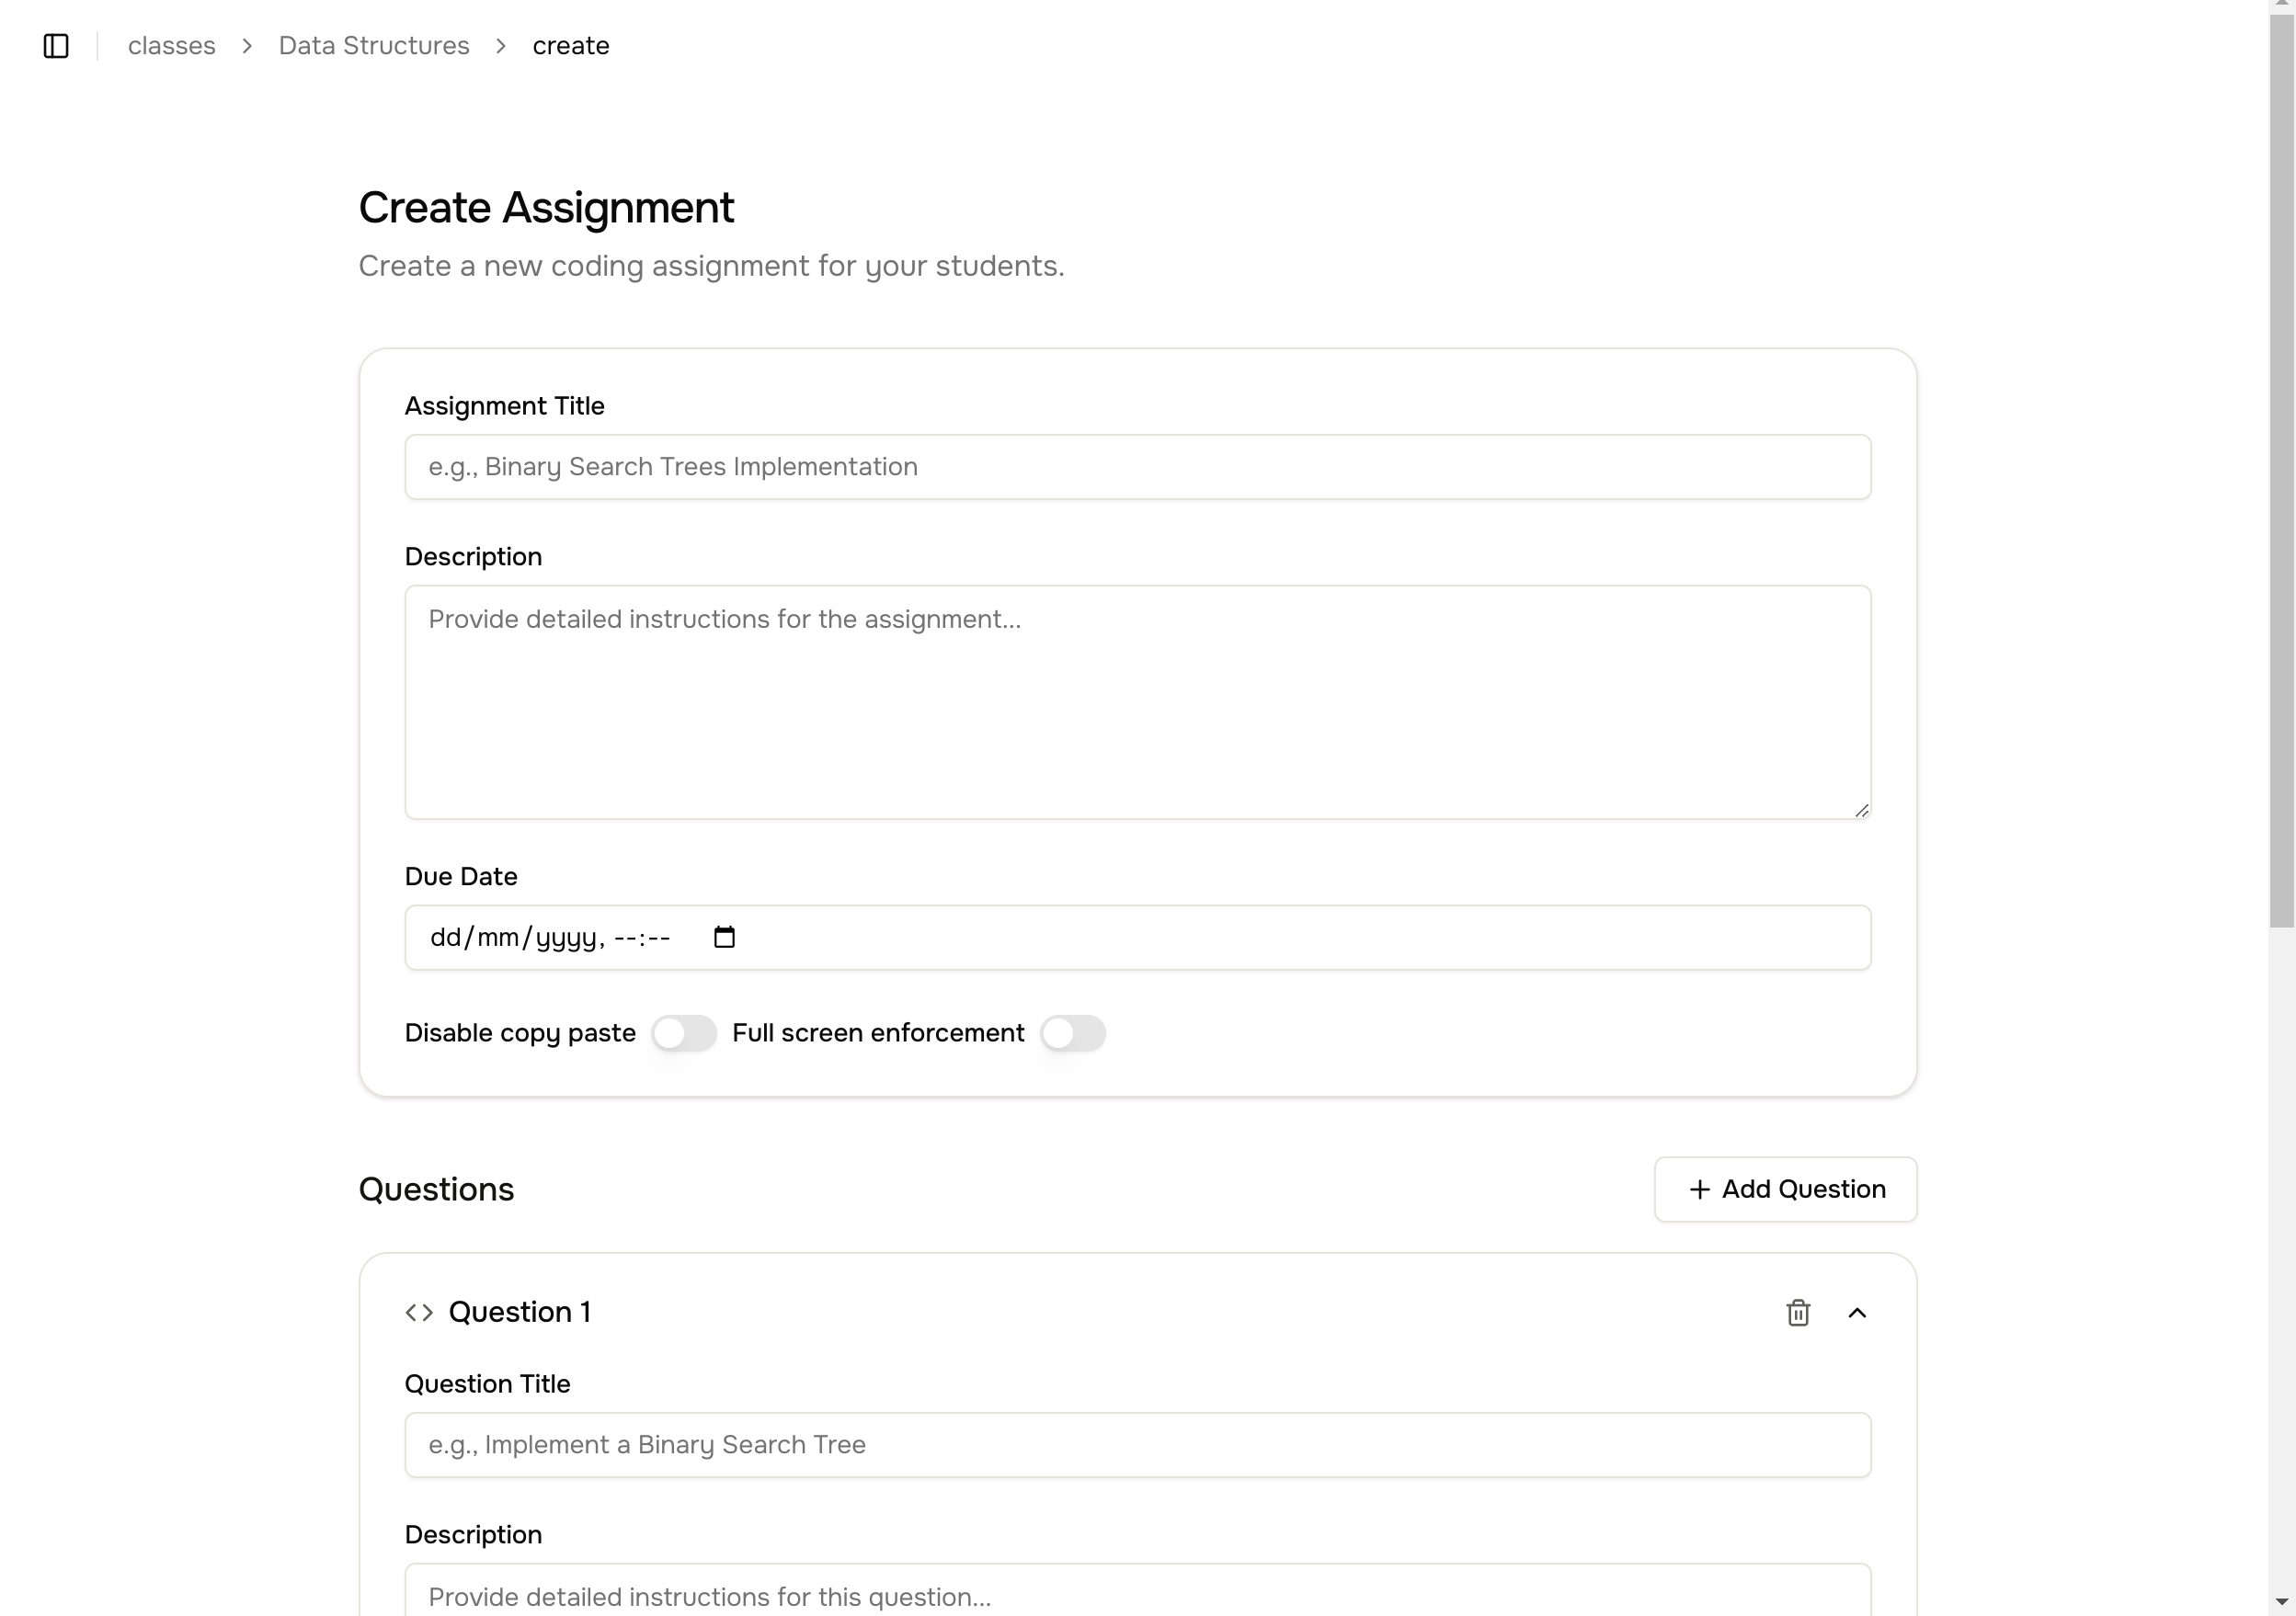 classes > Data Structures > create
Create Assignment
Create a new coding assignment for your students.
Assignment Title
e.g., Binary Search Trees Implementation
Description
Provide detailed instructions for the assignment...
Due Date
dd/mm/yyyy, --:--
Disable copy paste Full screen enforcement
Questions
+ Add Question
<> Question 1
Question Title
e.g., Implement a Binary Search Tree
Description
Provide detailed instructions for this question...